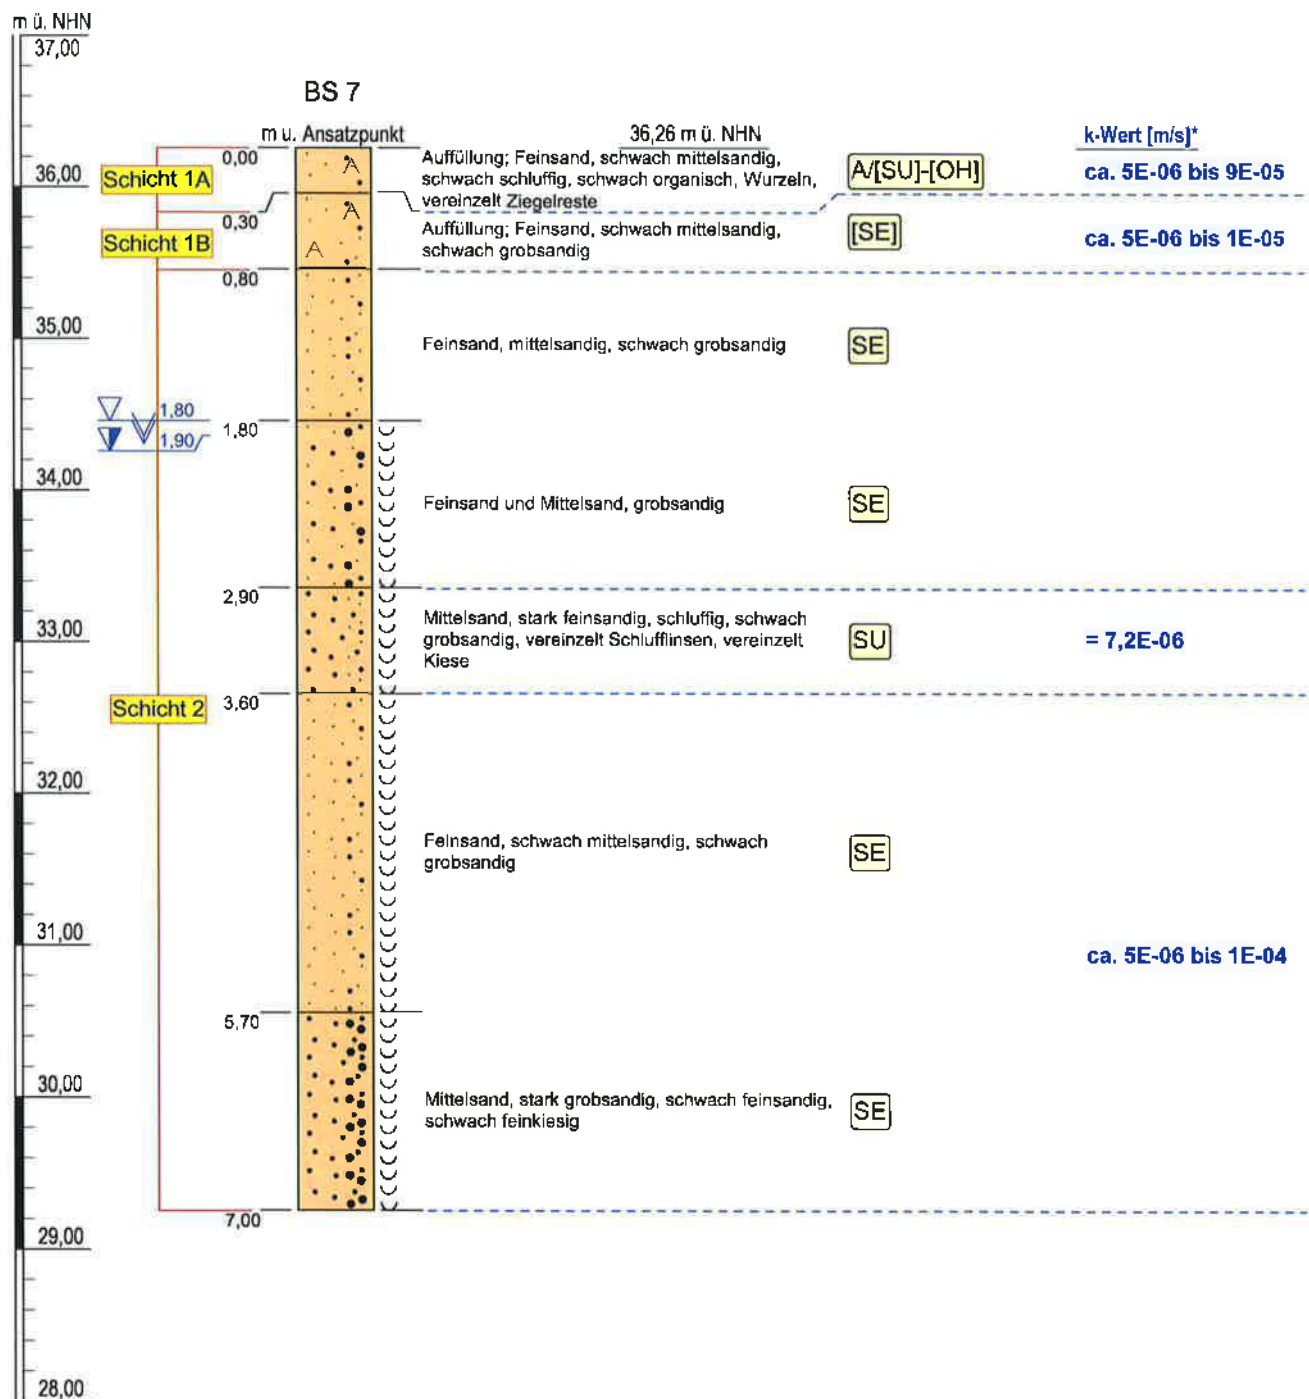 m ü. NHN
37,00
BS 7
m u. Ansatzpunkt
36,26 m ü. NHN
k-Wert [m/s]*
0,00
A
Auffüllung; Feinsand, schwach mittelsandig,
schwach schluffig, schwach organisch, Wurzeln,
vereinzelt Ziegelreste
A/[SU]-[OH]
ca. 5E-06 bis 9E-05
36,00
Schicht 1A
0,30
A
Schicht 1B
A
Auffüllung; Feinsand, schwach mittelsandig,
schwach grobsandig
[SE]
ca. 5E-06 bis 1E-05
0,80
35,00
Feinsand, mittelsandig, schwach grobsandig
SE
1,80
1,80
1,90
34,00
Feinsand und Mittelsand, grobsandig
SE
2,90
33,00
Mittelsand, stark feinsandig, schluffig, schwach
grobsandig, vereinzelt Schlufflinsen, vereinzelt
Kiese
SU
= 7,2E-06
Schicht 2
3,60
32,00
Feinsand, schwach mittelsandig, schwach
grobsandig
SE
31,00
ca. 5E-06 bis 1E-04
5,70
30,00
Mittelsand, stark grobsandig, schwach feinsandig,
schwach feinkiesig
SE
7,00
29,00
28,00